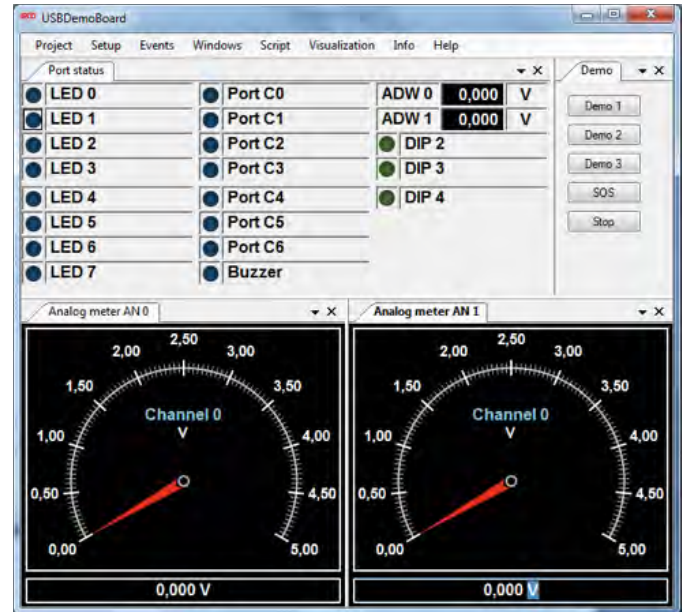 USBDemoBoard
Project Setup Events Windows Script Visualization Info Help
Port status
LED 0 Port C0 ADW 0 0,000 V
LED 1 Port C1 ADW 1 0,000 V
LED 2 Port C2 DIP 2
LED 3 Port C3 DIP 3
LED 4 Port C4 DIP 4
LED 5 Port C5
LED 6 Port C6
LED 7 Buzzer
Demo
Demo 1
Demo 2
Demo 3
SOS
Stop
Analog meter AN 0
0,00
0,50
1,00
1,50
2,00
2,50
3,00
3,50
4,00
4,50
5,00
Channel 0
V
0,000 V
Analog meter AN 1
0,00
0,50
1,00
1,50
2,00
2,50
3,00
3,50
4,00
4,50
5,00
Channel 0
V
0,000 V